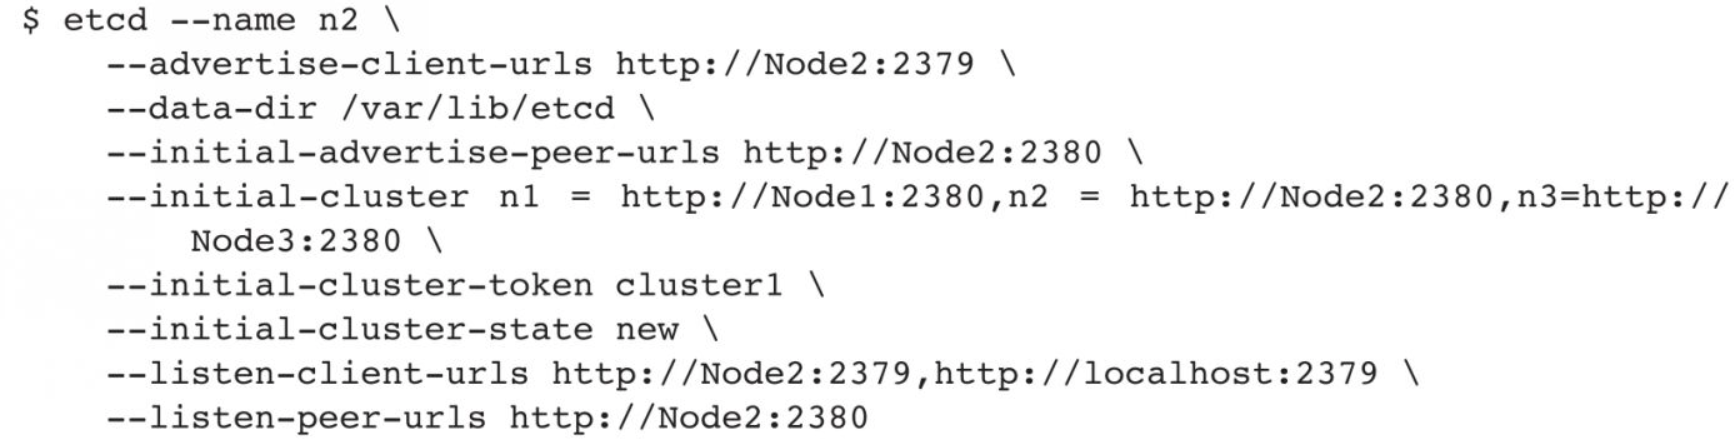 $ etcd --name n2 \
--advertise-client-urls http://Node2:2379 \
--data-dir /var/lib/etcd \
--initial-advertise-peer-urls http://Node2:2380 \
--initial-cluster n1 = http://Node1:2380,n2 = http://Node2:2380,n3=http://
Node3:2380 \
--initial-cluster-token cluster1 \
--initial-cluster-state new \
--listen-client-urls http://Node2:2379,http://localhost:2379 \
--listen-peer-urls http://Node2:2380